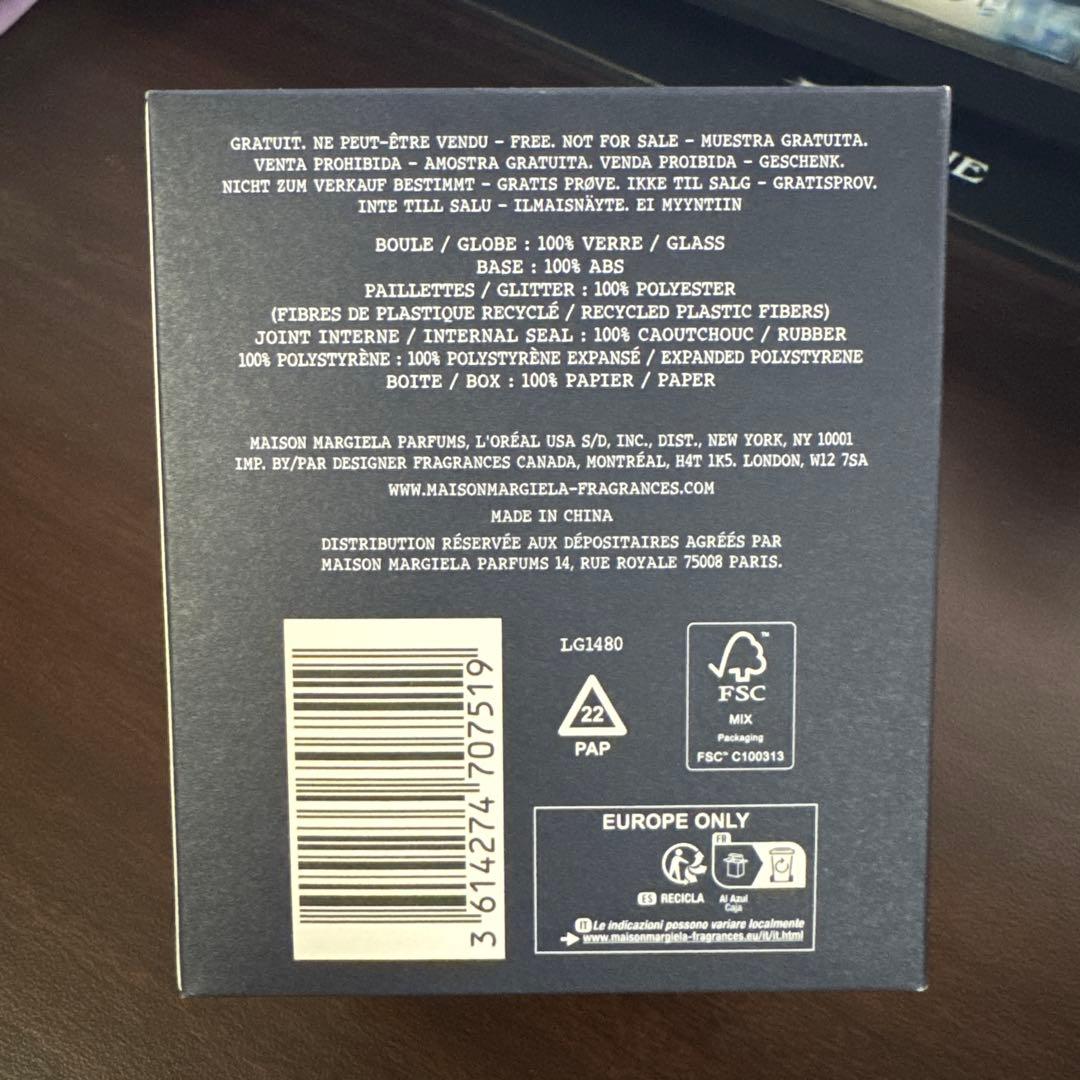 GRATUIT. NE PEUT-ÊTRE VENDU - FREE. NOT FOR SALE - MUESTRA GRATUITA.
VENTA PROHIBIDA - AMOSTRA GRATUITA. VENDA PROIBIDA - GESCHENK.
NICHT ZUM VERKAUF BESTIMMT - GRATIS PRØVE. IKKE TIL SALG - GRATISPROV.
INTE TILL SALU - ILMAISNÄYTE. EI MYYNTIIN
BOULE / GLOBE : 100% VERRE / GLASS
BASE : 100% ABS
PAILLETTES / GLITTER : 100% POLYESTER
(FIBRES DE PLASTIQUE RECYCLÉ / RECYCLED PLASTIC FIBERS)
JOINT INTERNE / INTERNAL SEAL : 100% CAOUTCHOUC / RUBBER
100% POLYSTYRÈNE : 100% POLYSTYRÈNE EXPANSÉ / EXPANDED POLYSTYRENE
BOITE / BOX : 100% PAPIER / PAPER
MAISON MARGIELA PARFUMS, L'ORÉAL USA S/D, INC., DIST., NEW YORK, NY 10001
IMP. BY/PAR DESIGNER FRAGRANCES CANADA, MONTRÉAL, H4T 1K5. LONDON, W12 7SA
WWW.MAISONMARGIELA-FRAGRANCES.COM
MADE IN CHINA
DISTRIBUTION RÉSERVÉE AUX DÉPOSITAIRES AGRÉÉS PAR
MAISON MARGIELA PARFUMS 14, RUE ROYALE 75008 PARIS.
3 614274 707519
LG1480
22
PAP
FSC™
MIX
Packaging
FSC™ C100313
EUROPE ONLY
FR
ES RECICLA
Al Azul
Caja
IT Le indicazioni possono variare localmente
www.maisonmargiela-fragrances.eu/it/it.html